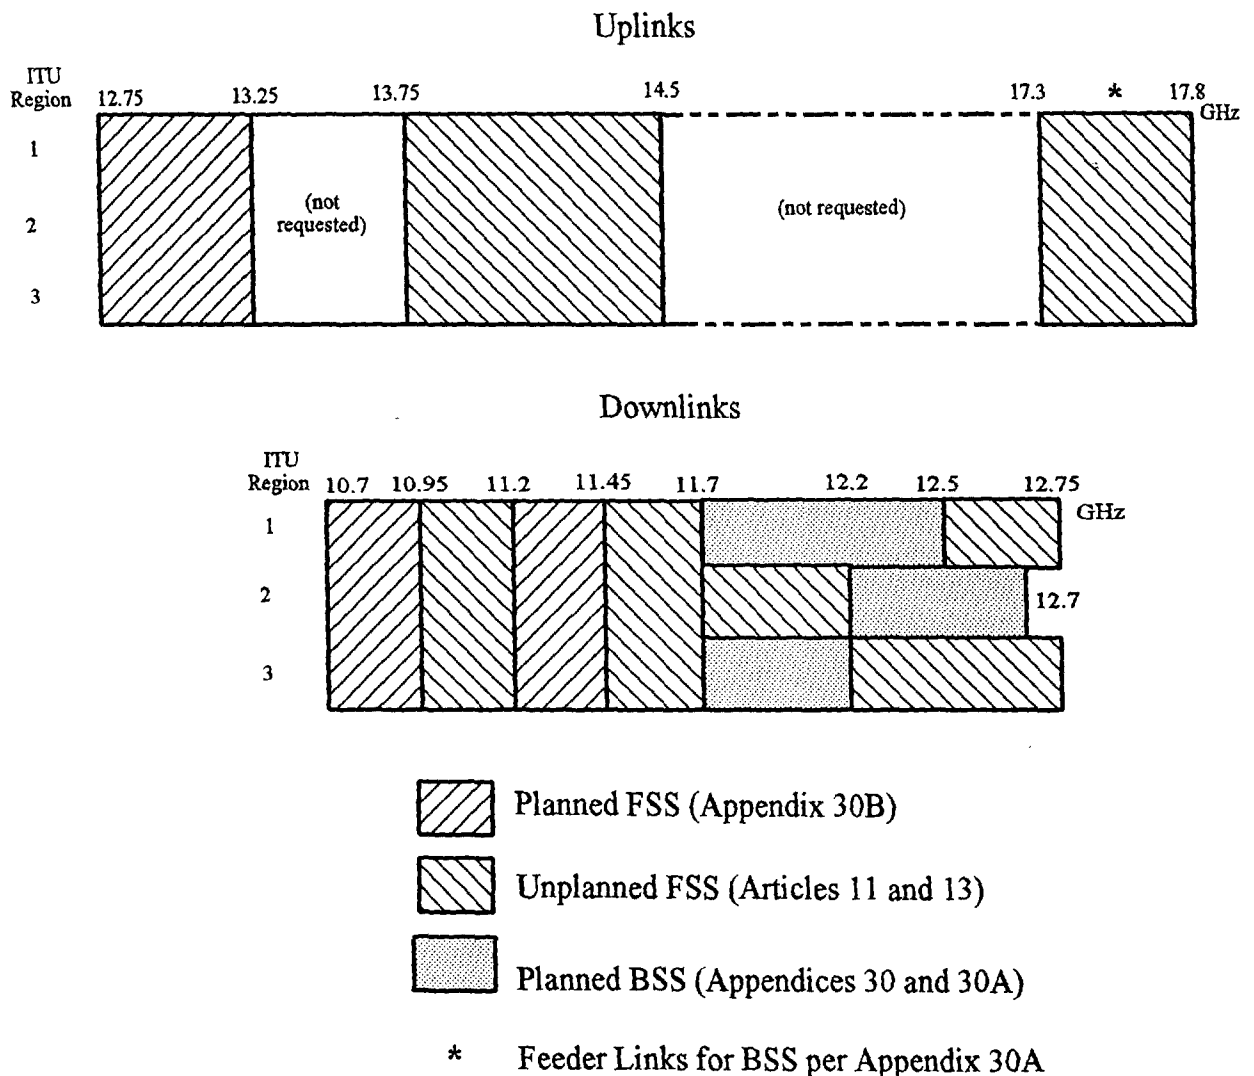 Uplinks
ITU
Region
12.75 13.25 13.75 14.5 17.3 * 17.8
GHz
1
2
3
(not
requested)
(not requested)
Downlinks
ITU
Region
10.7 10.95 11.2 11.45 11.7 12.2 12.5 12.75
GHz
1
2
12.7
3
Planned FSS (Appendix 30B)
Unplanned FSS (Articles 11 and 13)
Planned BSS (Appendices 30 and 30A)
* Feeder Links for BSS per Appendix 30A